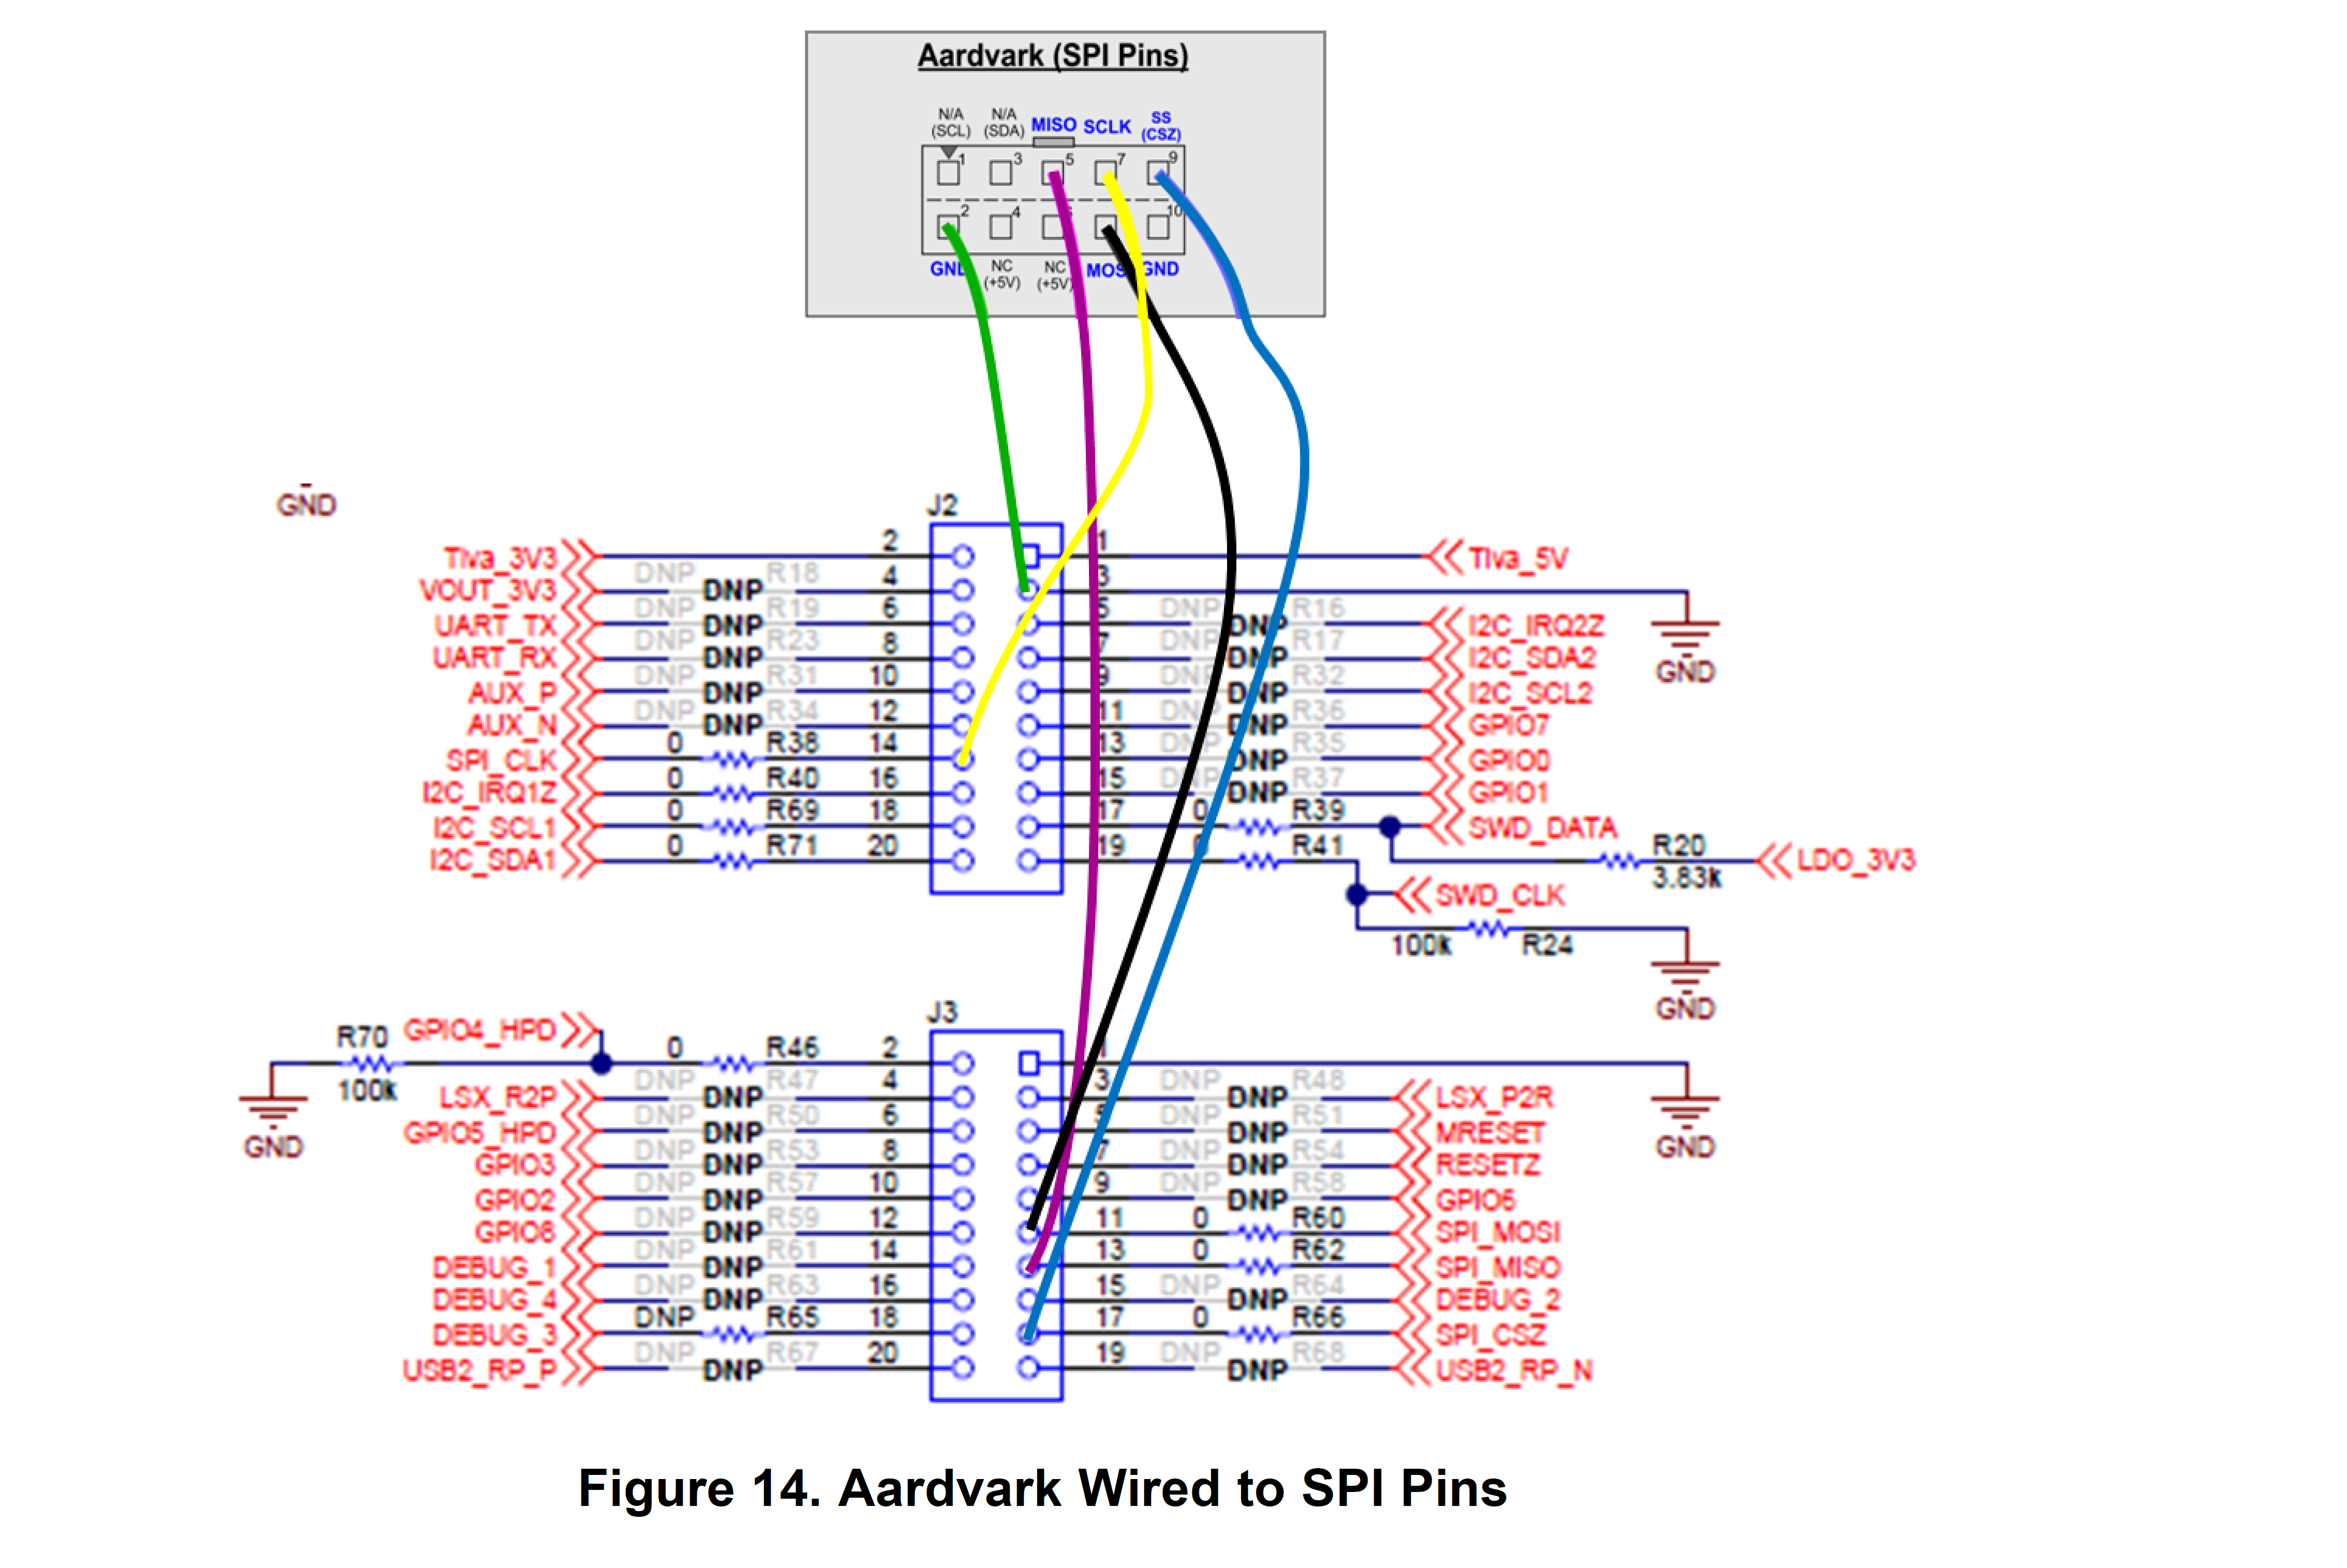 Aardvark (SPI Pins)
N/A N/A MISO SCLK SS
(SCL) (SDA) (CSZ)
1 3 5 7 9
2 4 10
GND NC NC MOSI GND
(+5V) (+5V)
GND
J2
Tiva_3V3 2 1 Tiva_5V
VOUT_3V3 DNP DNP R18 4 3 GND
UART_TX DNP DNP R19 6 5 DNP DNP R16 I2C_IRQ2Z
UART_RX DNP DNP R23 8 7 DNP DNP R17 I2C_SDA2
AUX_P DNP DNP R31 10 9 DNP DNP R32 I2C_SCL2
AUX_N DNP DNP R34 12 11 DNP DNP R36 GPIO7
SPI_CLK 0 R38 14 13 DNP DNP R35 GPIO0
I2C_IRQ1Z 0 R40 16 15 DNP DNP R37 GPIO1
I2C_SCL1 0 R69 18 17 0 R39 SWD_DATA
I2C_SDA1 0 R71 20 19 0 R41 R20 LDO_3V3
3.83k
SWD_CLK
100k R24
GND
J3
GPIO4_HPD
R70 0 R46 2 1
100k
GND
LSX_R2P DNP DNP R47 4 3 DNP DNP R48 LSX_P2R
GPIO5_HPD DNP DNP R50 6 5 DNP DNP R51 MRESET GND
GPIO3 DNP DNP R53 8 7 DNP DNP R54 RESETZ
GPIO2 DNP DNP R57 10 9 DNP DNP R58 GPIO6
GPIO8 DNP DNP R59 12 11 0 R60 SPI_MOSI
DEBUG_1 DNP DNP R61 14 13 0 R62 SPI_MISO
DEBUG_4 DNP DNP R63 16 15 DNP DNP R64 DEBUG_2
DEBUG_3 DNP R65 18 17 0 R66 SPI_CSZ
USB2_RP_P DNP DNP R67 20 19 DNP DNP R68 USB2_RP_N
Figure 14. Aardvark Wired to SPI Pins